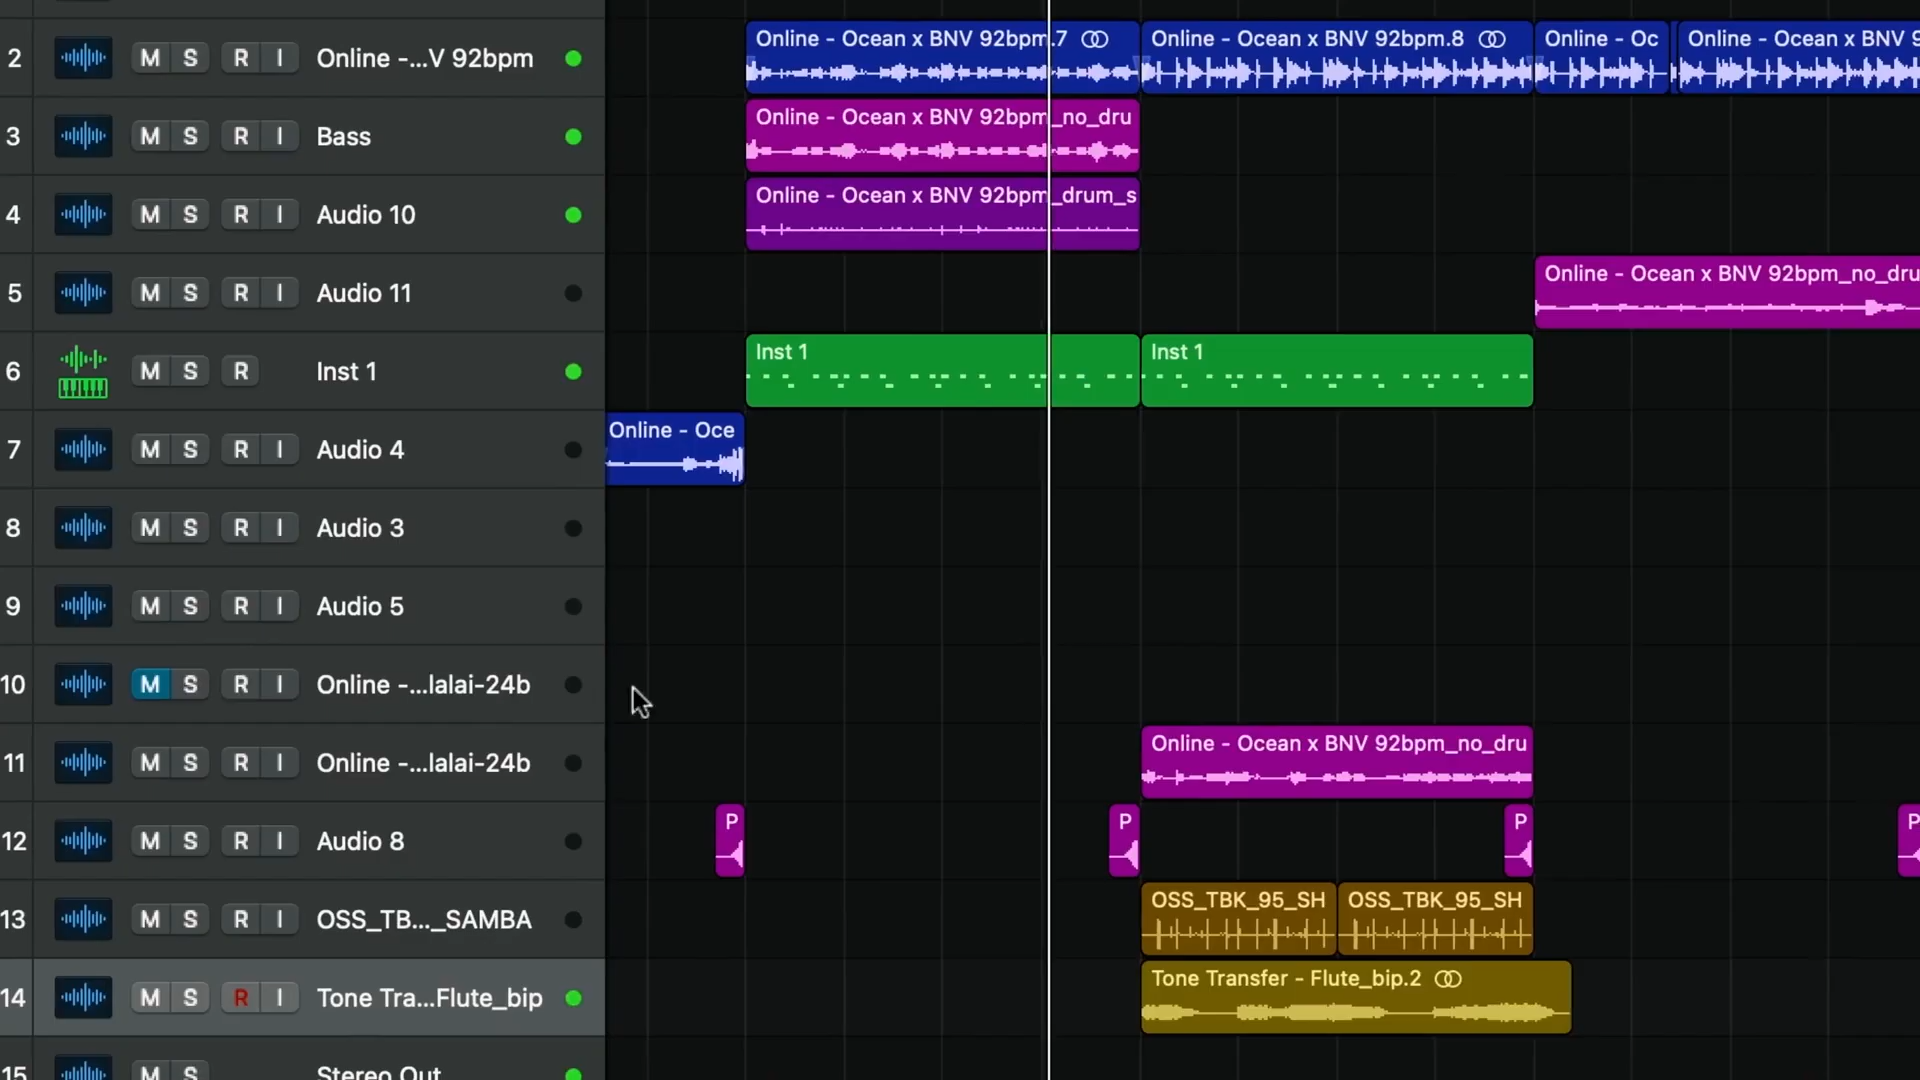 2 M S R I Online -...V 92bpm Online - Ocean x BNV 92bpm.7 Online - Ocean x BNV 92bpm.8 Online - Oc Online - Ocean x BNV 9
3 M S R I Bass Online - Ocean x BNV 92bpm_no_dru
4 M S R I Audio 10 Online - Ocean x BNV 92bpm_drum_s
5 M S R I Audio 11 Online - Ocean x BNV 92bpm_no_dru
6 M S R Inst 1 Inst 1 Inst 1
7 M S R I Audio 4 Online - Oce
8 M S R I Audio 3
9 M S R I Audio 5
10 M S R I Online -...lalai-24b
11 M S R I Online -...lalai-24b Online - Ocean x BNV 92bpm_no_dru
12 M S R I Audio 8 P P P P
13 M S R I OSS_TB..._SAMBA OSS_TBK_95_SH OSS_TBK_95_SH
14 M S R I Tone Tra...Flute_bip Tone Transfer - Flute_bip.2
15 M S Stereo Out